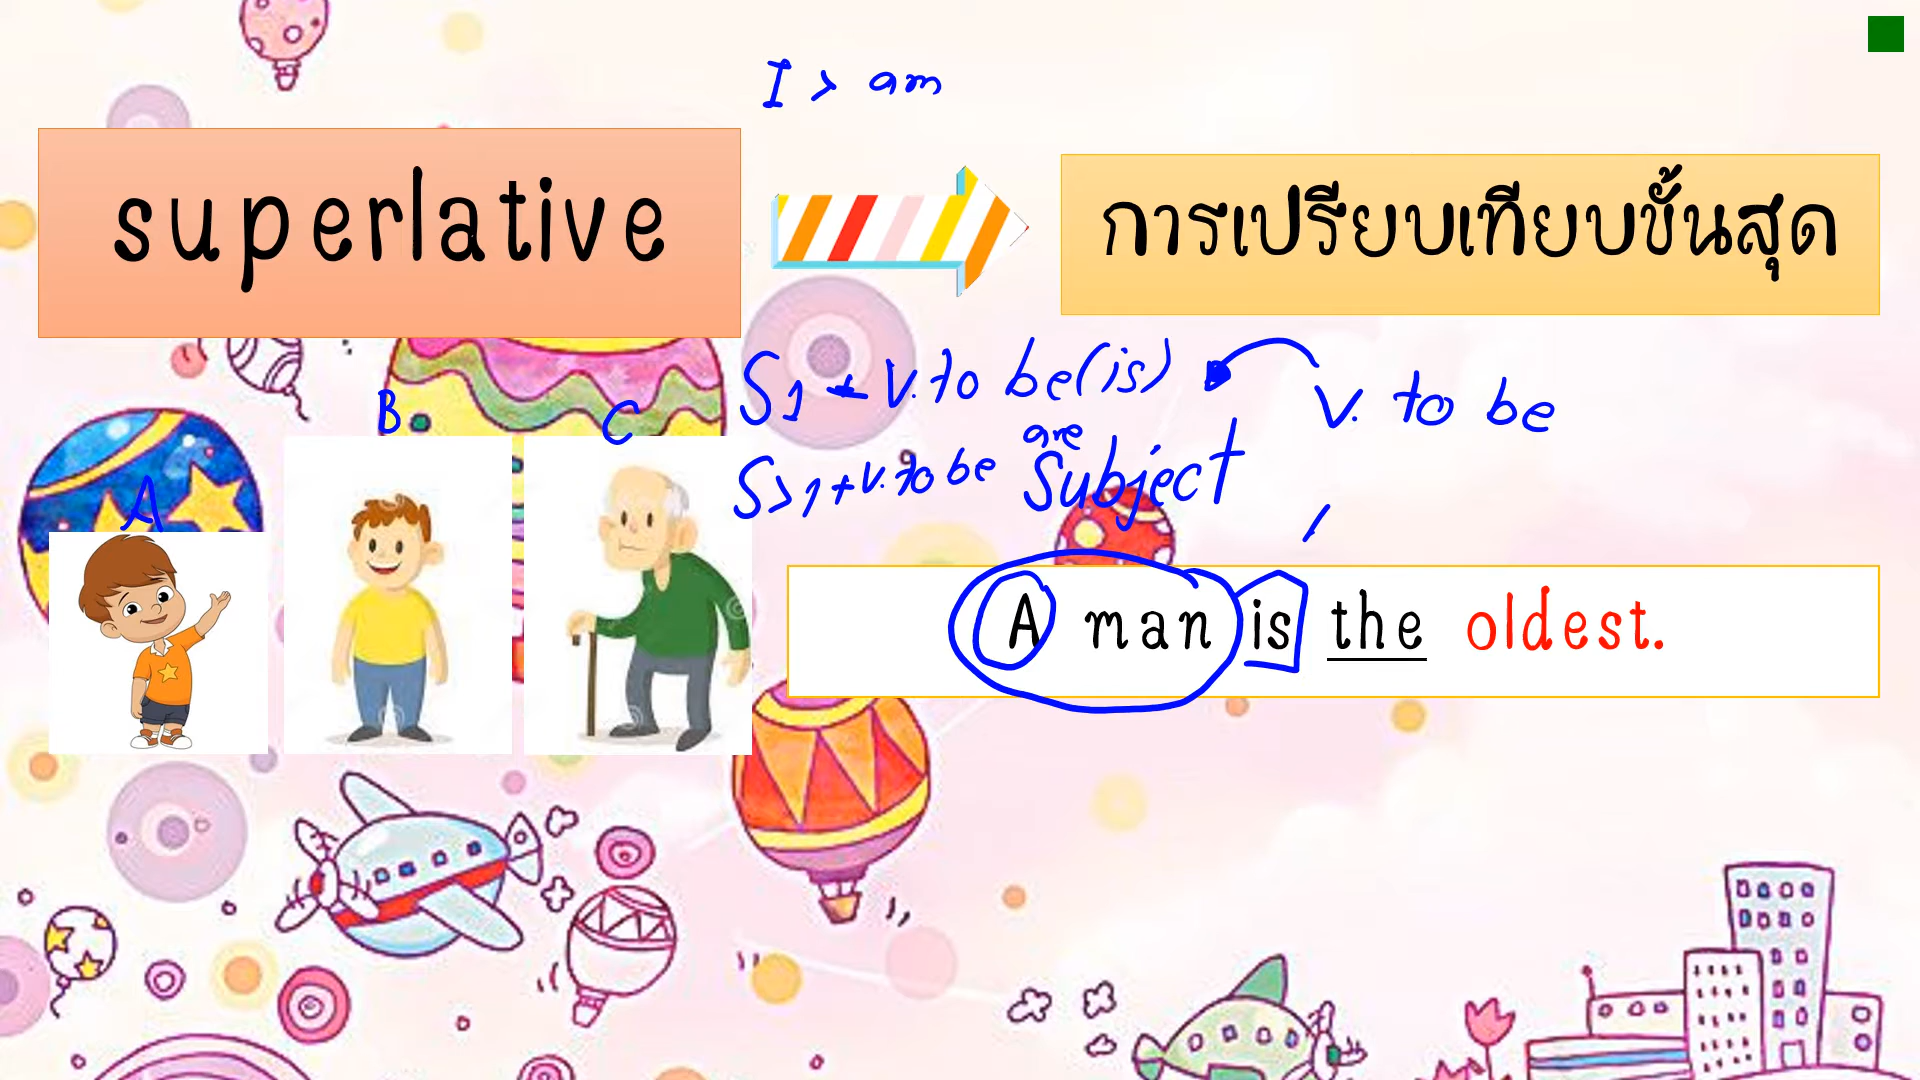 I > am
superlative
การเปรียบเทียบชั้นสุด
S1 + V. to be (is)
V. to be
B
C
are
S>1 + V. to be
Subject
A
A man is the oldest.